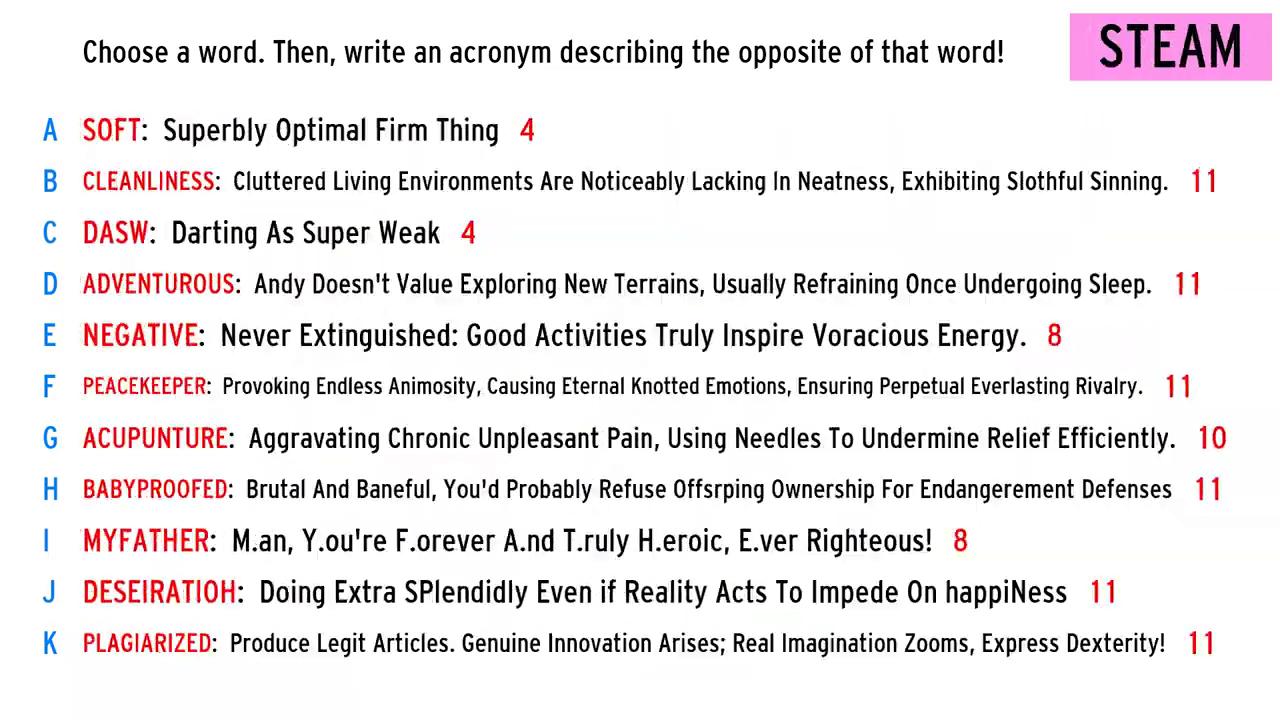 Choose a word. Then, write an acronym describing the opposite of that word!
STEAM
A SOFT: Superbly Optimal Firm Thing 4
B CLEANLINESS: Cluttered Living Environments Are Noticeably Lacking In Neatness, Exhibiting Slothful Sinning. 11
C DASW: Darting As Super Weak 4
D ADVENTUROUS: Andy Doesn't Value Exploring New Terrains, Usually Refraining Once Undergoing Sleep. 11
E NEGATIVE: Never Extinguished: Good Activities Truly Inspire Voracious Energy. 8
F PEACEKEEPER: Provoking Endless Animosity, Causing Eternal Knotted Emotions, Ensuring Perpetual Everlasting Rivalry. 11
G ACUPUNTURE: Aggravating Chronic Unpleasant Pain, Using Needles To Undermine Relief Efficiently. 10
H BABYPROOFED: Brutal And Baneful, You'd Probably Refuse Offsrping Ownership For Endangerement Defenses 11
I MYFATHER: M.an, Y.ou're F.orever A.nd T.ruly H.eroic, E.ver Righteous! 8
J DESEIRATIOH: Doing Extra SPlendidly Even if Reality Acts To Impede On happiNess 11
K PLAGIARIZED: Produce Legit Articles. Genuine Innovation Arises; Real Imagination Zooms, Express Dexterity! 11